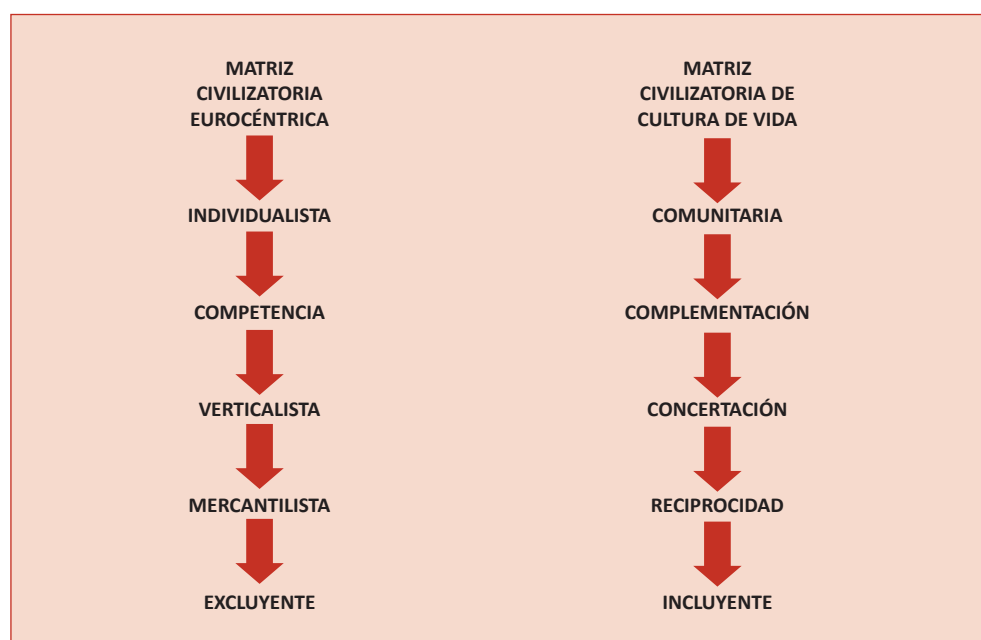 MATRIZ
CIVILIZATORIA
EUROCÉNTRICA
INDIVIDUALISTA
COMPETENCIA
VERTICALISTA
MERCANTILISTA
EXCLUYENTE
MATRIZ
CIVILIZATORIA DE
CULTURA DE VIDA
COMUNITARIA
COMPLEMENTACIÓN
CONCERTACIÓN
RECIPROCIDAD
INCLUYENTE